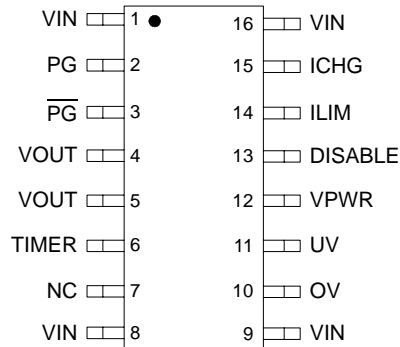 VIN 1 16 VIN
PG 2 15 ICHG
P̅G̅ 3 14 ILIM
VOUT 4 13 DISABLE
VOUT 5 12 VPWR
TIMER 6 11 UV
NC 7 10 OV
VIN 8 9 VIN